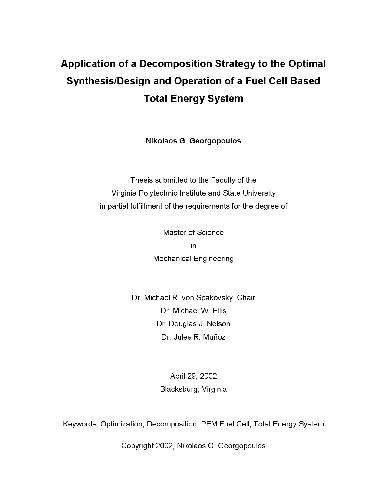 Application of a Decomposition Strategy to the Optimal
Synthesis/Design and Operation of a Fuel Cell Based
Total Energy System
Nikolaos G. Georgopoulos
Thesis submitted to the Faculty of the
Virginia Polytechnic Institute and State University
in partial fulfillment of the requirements for the degree of
Master of Science
in
Mechanical Engineering
Dr. Michael R. von Spakovsky, Chair
Dr. Michael W. Ellis
Dr. Douglas J. Nelson
Dr. Jules R. Muñoz
April 29, 2002
Blacksburg, Virginia
Keywords: Optimization, Decomposition, PEM Fuel Cell, Total Energy System
Copyright 2002, Nikolaos G. Georgopoulos